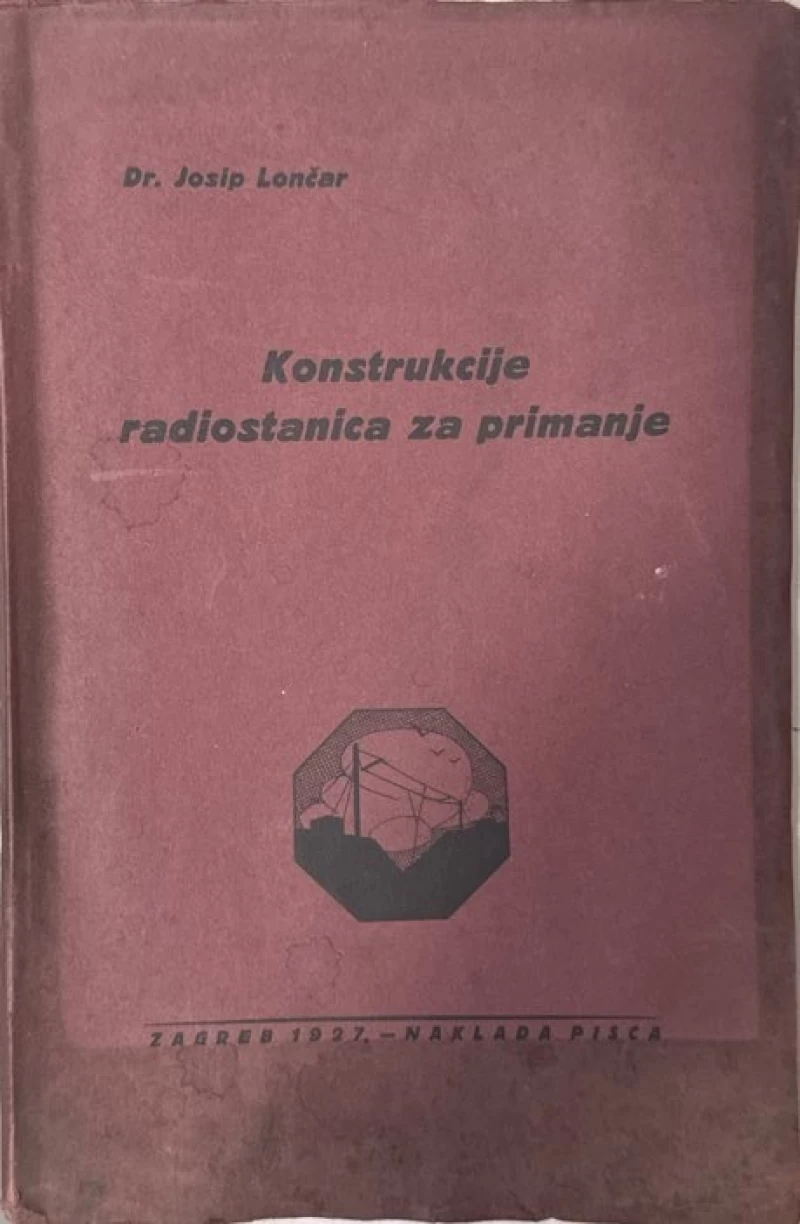 Dr. Josip Lončar
Konstrukcije
radiostanica za primanje
ZAGREB 1927. — NAKLADA PISCA